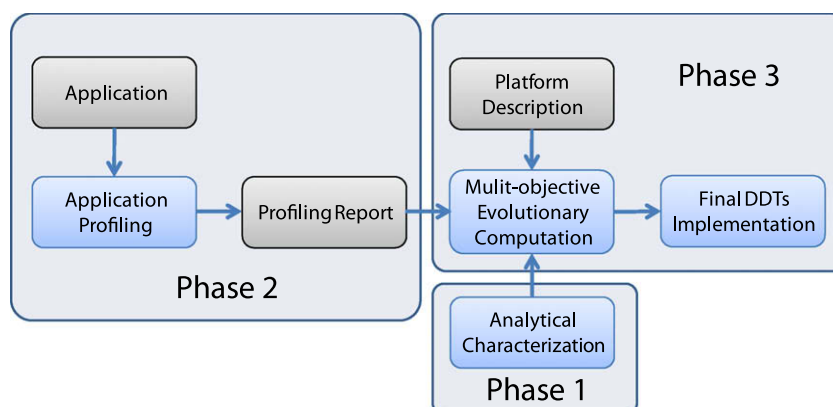 Application
Application
Profiling
Profiling Report
Phase 2
Platform
Description
Phase 3
Mulit-objective
Evolutionary
Computation
Final DDTs
Implementation
Analytical
Characterization
Phase 1